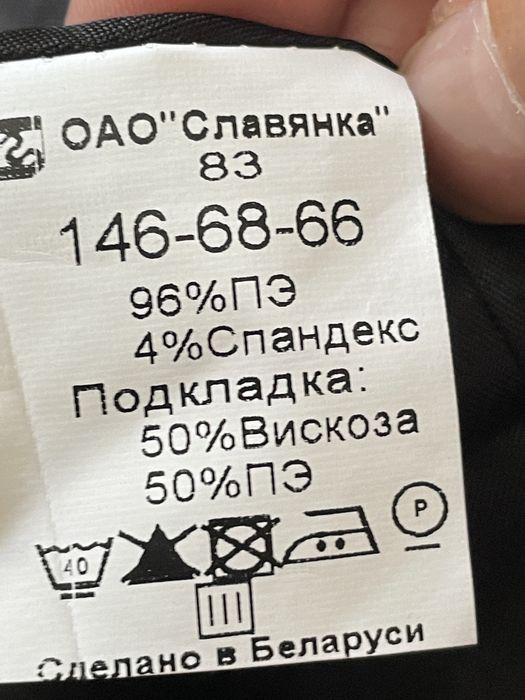 ОАО"Славянка"
83
146-68-66
96%ПЭ
4%Спандекс
Подкладка:
50%Вискоза
50%ПЭ
40
P
Сделано в Беларуси